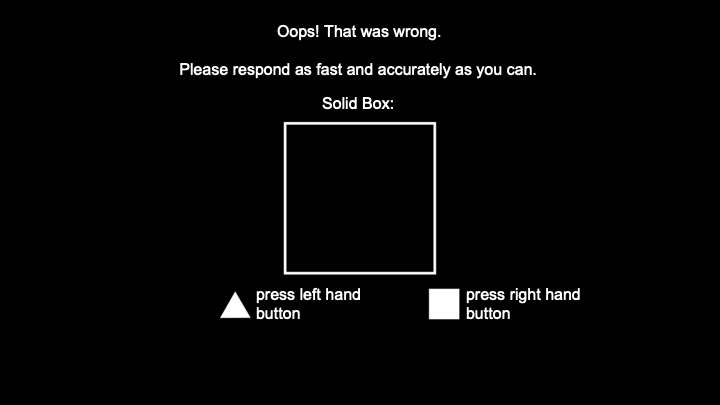 Oops! That was wrong.
Please respond as fast and accurately as you can.
Solid Box:
press left hand
button
press right hand
button